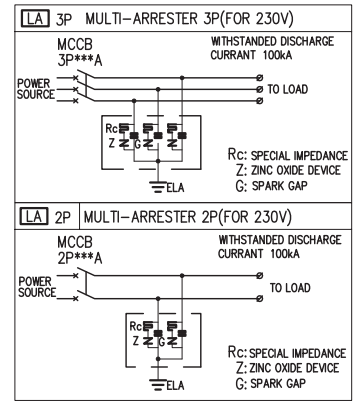 LA 3P MULTI-ARRESTER 3P(FOR 230V)
MCCB
3P***A
WITHSTANDED DISCHARGE
CURRANT 100kA
POWER
SOURCE
TO LOAD
Rc
Z G
Rc: SPECIAL IMPEDANCE
Z: ZINC OXIDE DEVICE
G: SPARK GAP
ELA
LA 2P MULTI-ARRESTER 2P(FOR 230V)
MCCB
2P***A
WITHSTANDED DISCHARGE
CURRANT 100kA
POWER
SOURCE
TO LOAD
Rc
Z G
Rc: SPECIAL IMPEDANCE
Z: ZINC OXIDE DEVICE
G: SPARK GAP
ELA